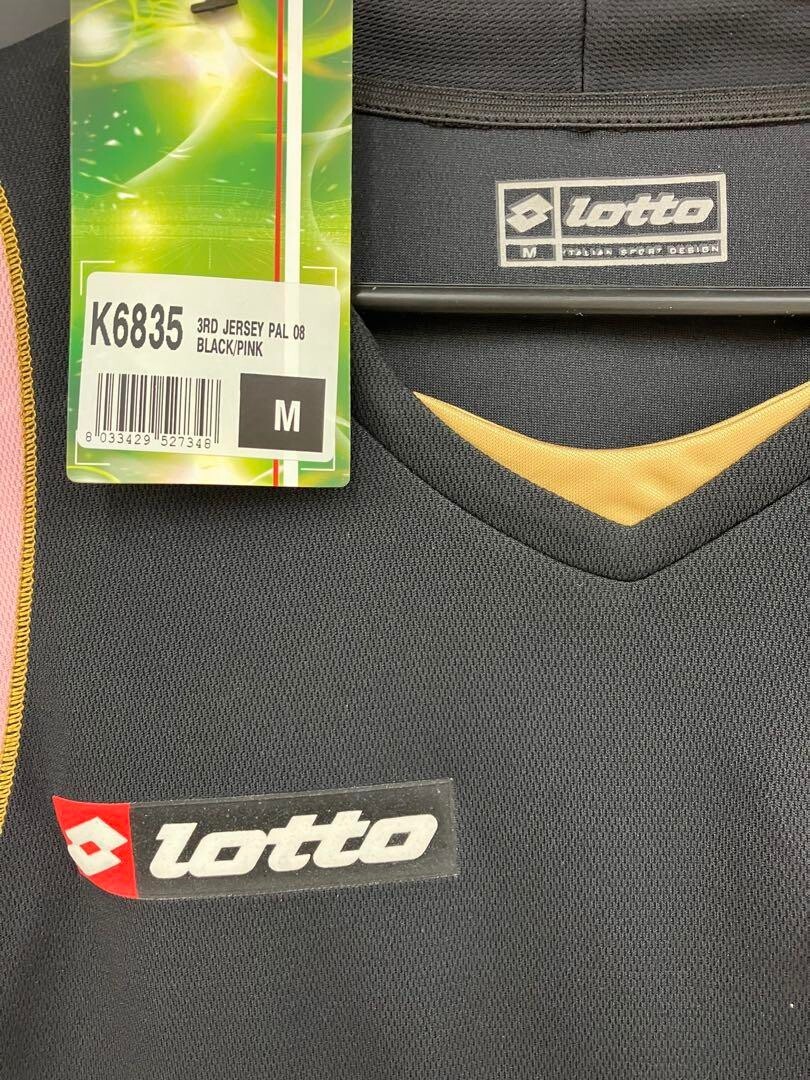 lotto
M ITALIAN SPORT DESIGN
K6835 3RD JERSEY PAL 08
BLACK/PINK
8 033429 527348
M
lotto